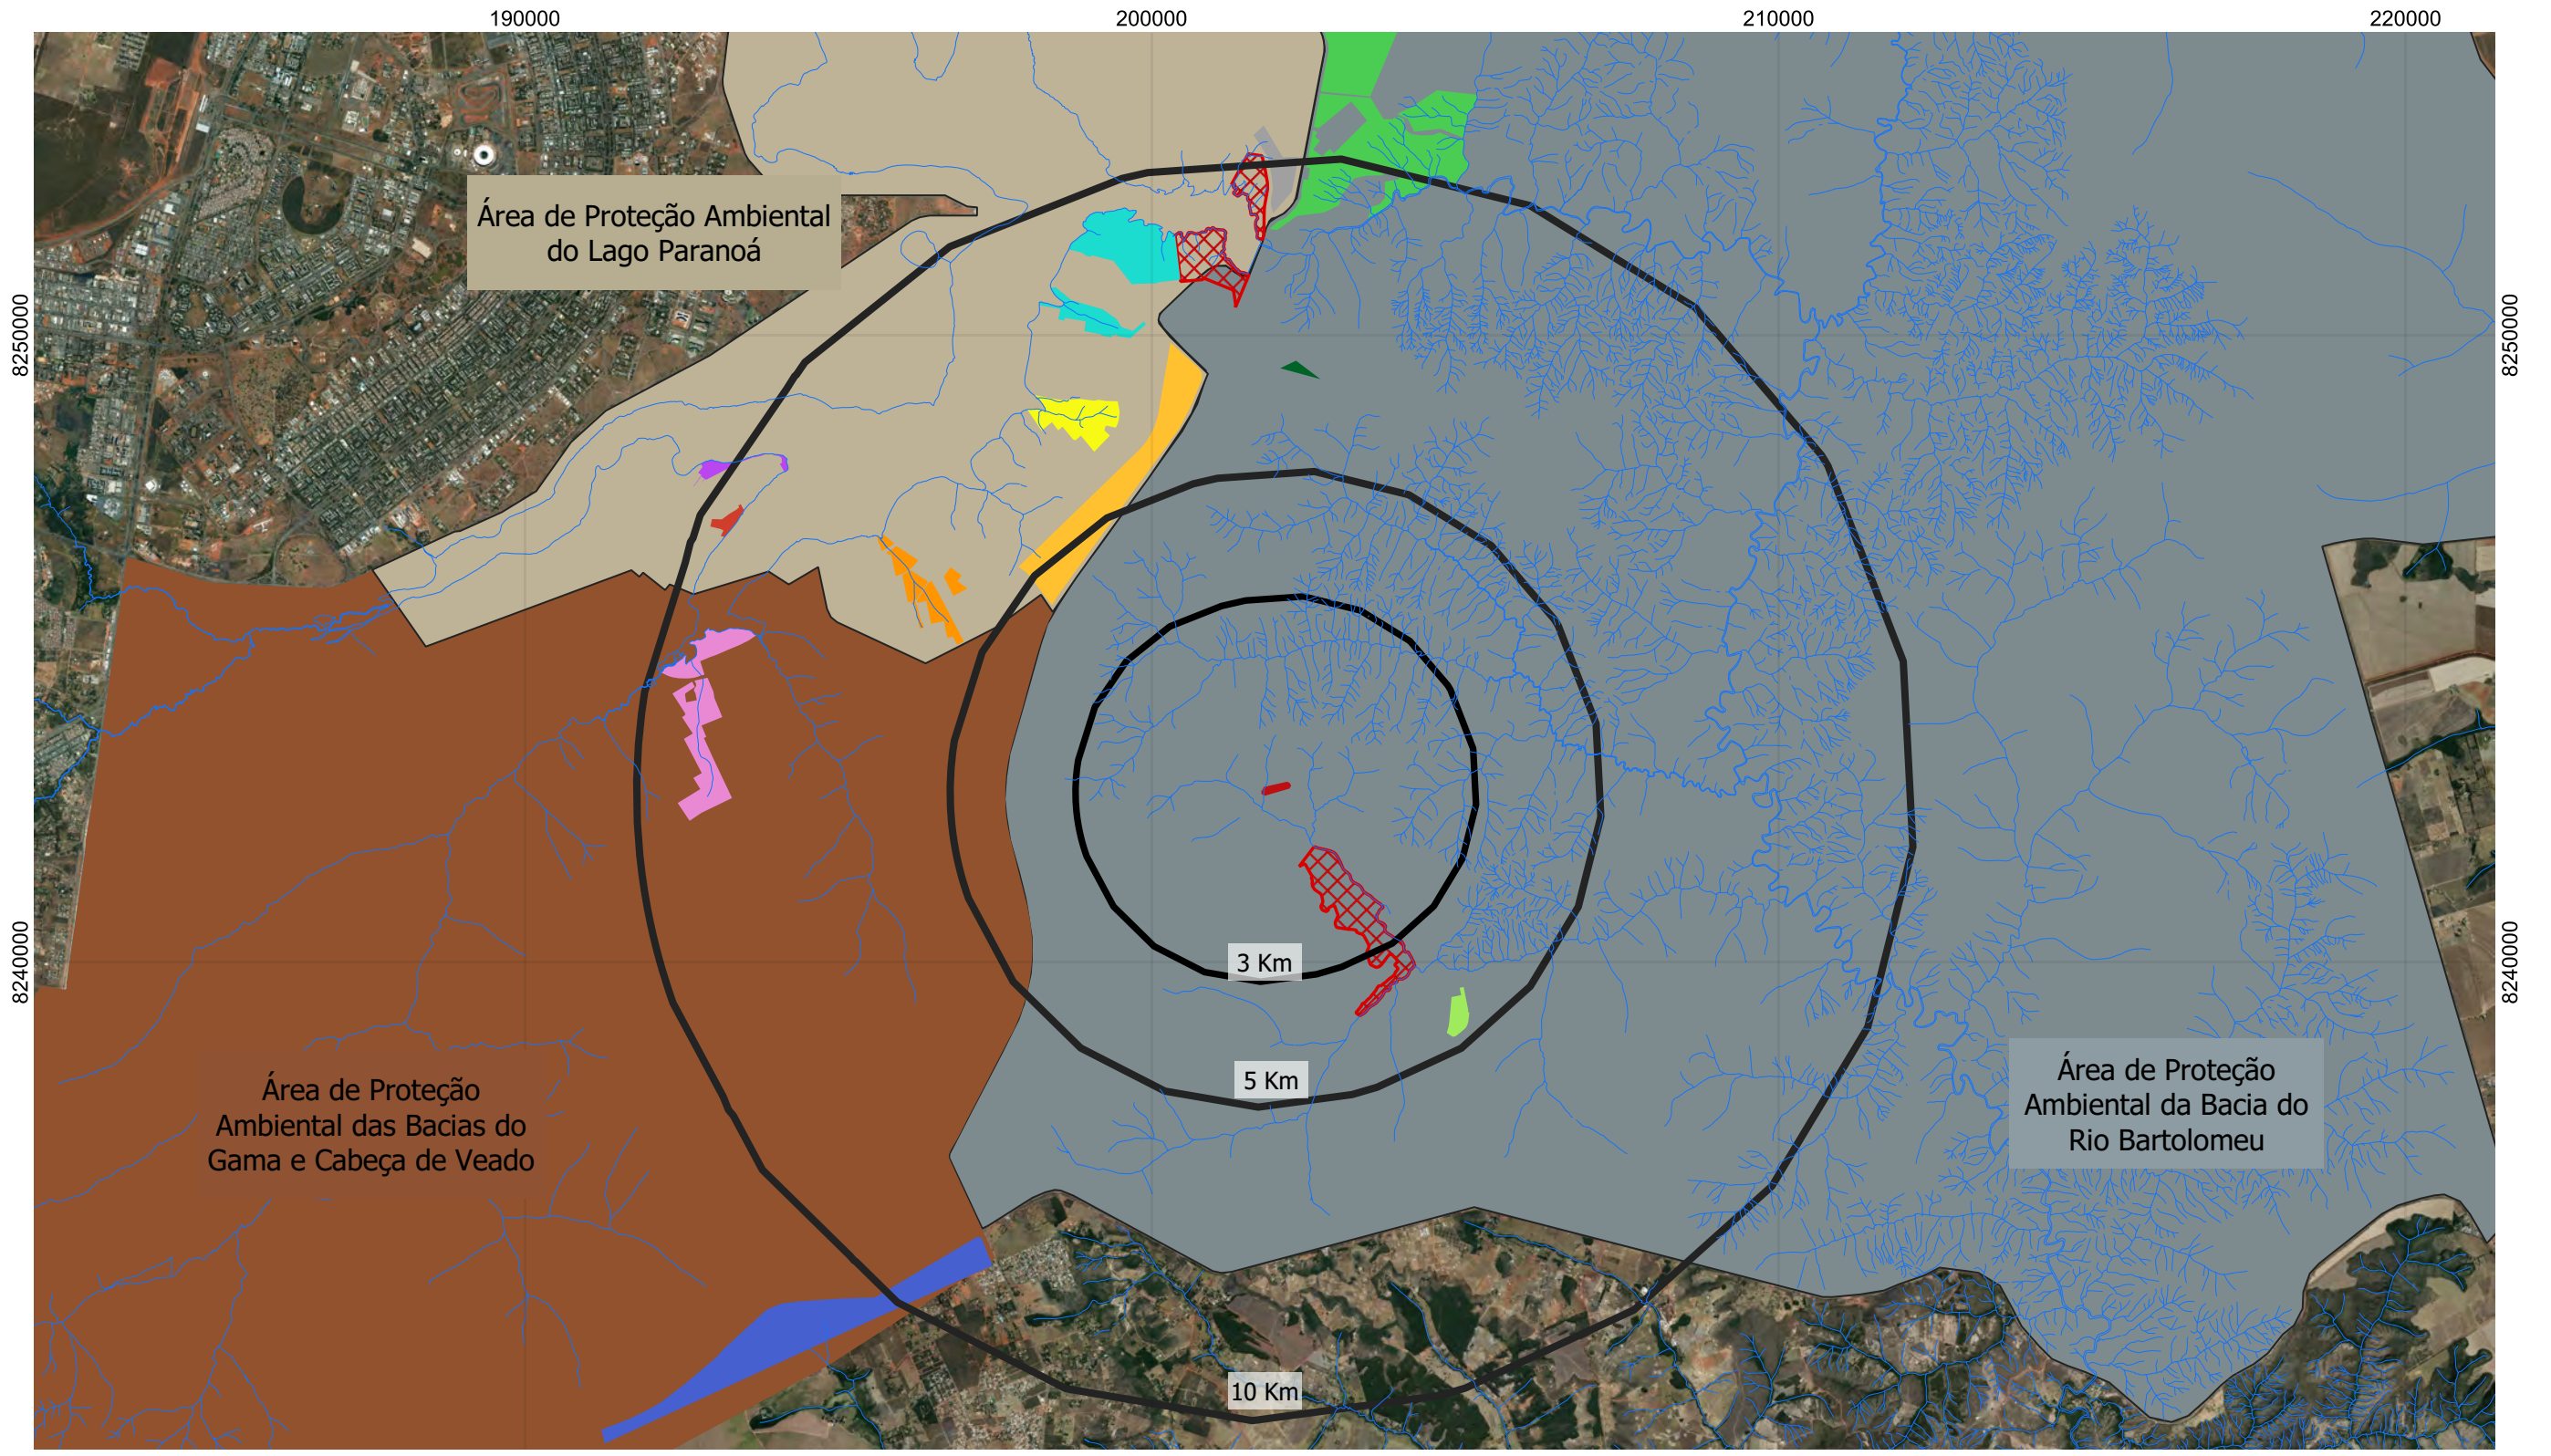 190000
200000
210000
220000
8250000
8250000
Área de Proteção Ambiental
do Lago Paranoá
3 Km
8240000
8240000
5 Km
Área de Proteção
Ambiental das Bacias do
Gama e Cabeça de Veado
Área de Proteção
Ambiental da Bacia do
Rio Bartolomeu
10 Km